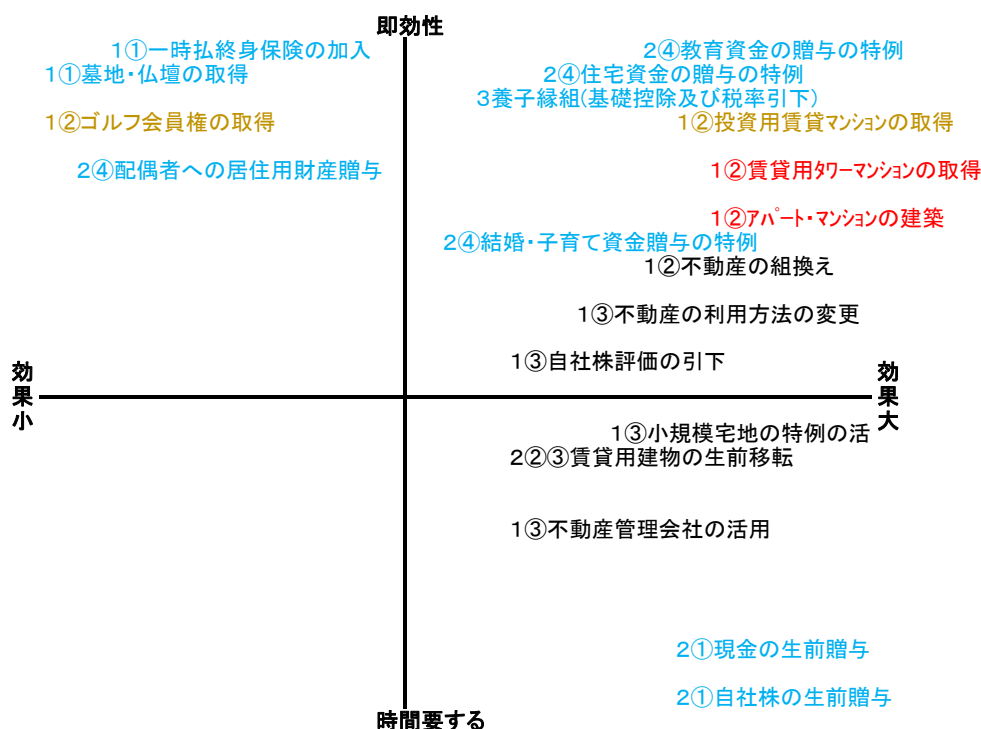 即効性
1①一時払終身保険の加入
2④教育資金の贈与の特例
1①墓地・仏壇の取得
2④住宅資金の贈与の特例
3養子縁組(基礎控除及び税率引下)
1②ゴルフ会員権の取得
1②投資用賃貸マンションの取得
2④配偶者への居住用財産贈与
1②賃貸用タワーマンションの取得
1②アパート・マンションの建築
2④結婚・子育て資金贈与の特例
1②不動産の組換え
1③不動産の利用方法の変更
1③自社株評価の引下
効果小
効果大
1③小規模宅地の特例の活
2②③賃貸用建物の生前移転
1③不動産管理会社の活用
2①現金の生前贈与
2①自社株の生前贈与
時間要する